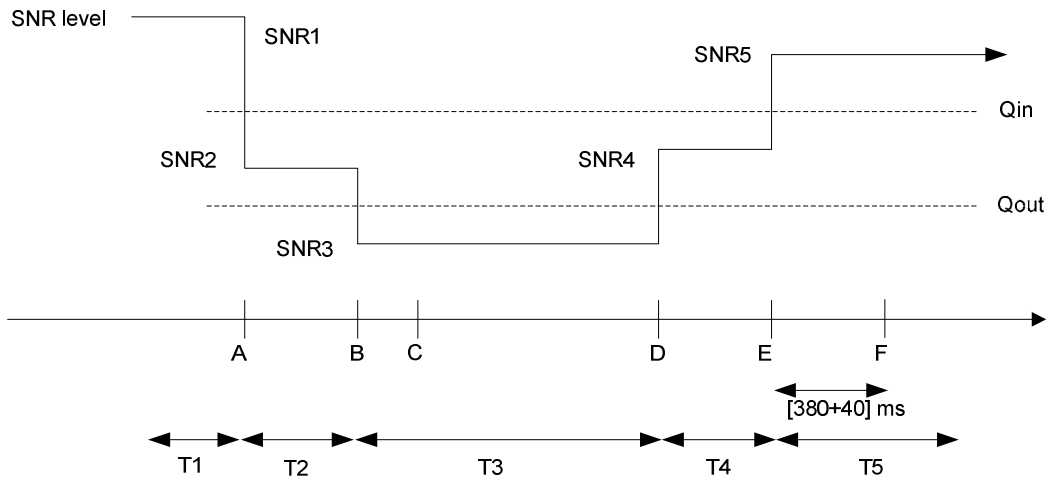 SNR level
SNR1
SNR5
Qin
SNR2
SNR4
Qout
SNR3
A B C D E F
[380+40] ms
T1 T2 T3 T4 T5